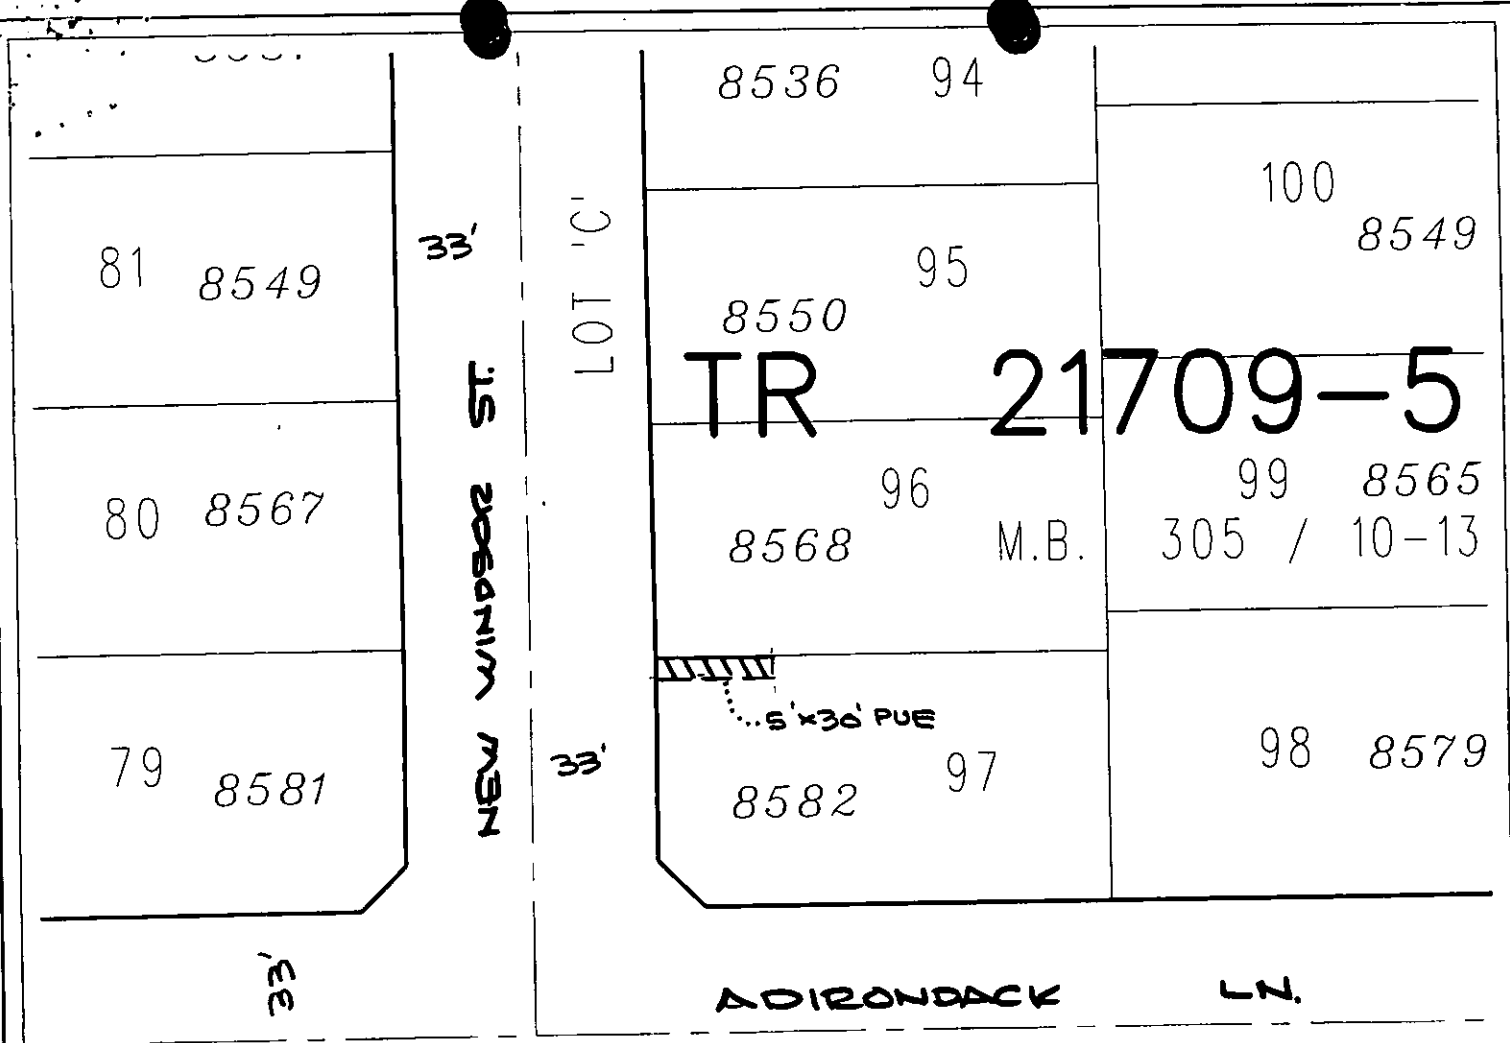 8536 94
100
8549
81 8549
33'
LOT 'C'
95
8550
TR 21709-5
NEW WINDSOR ST.
80 8567
96
8568
99 8565
M.B. 305 / 10-13
5'x30' PUE
79 8581
33'
97
8582
98 8579
33'
ADIRONDACK LN.